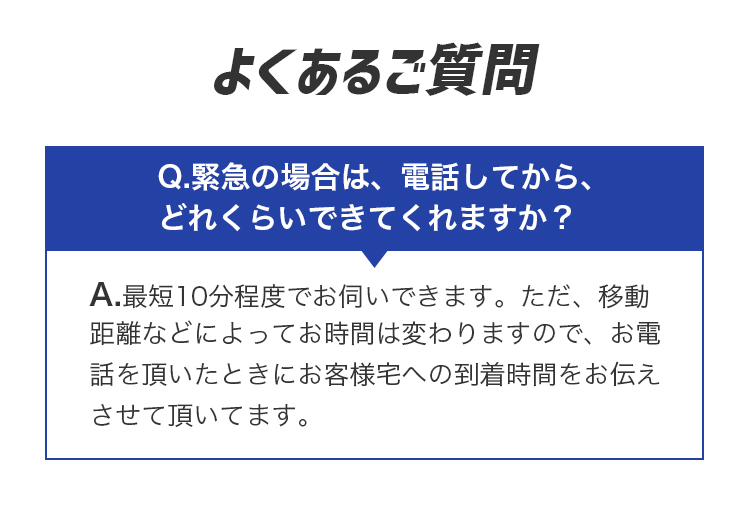 よくあるご質問
Q.緊急の場合は、電話してから、
どれくらいできてくれますか？
A.最短10分程度でお伺いできます。ただ、移動
距離などによってお時間は変わりますので、お電
話を頂いたときにお客様宅への到着時間をお伝え
させて頂いてます。